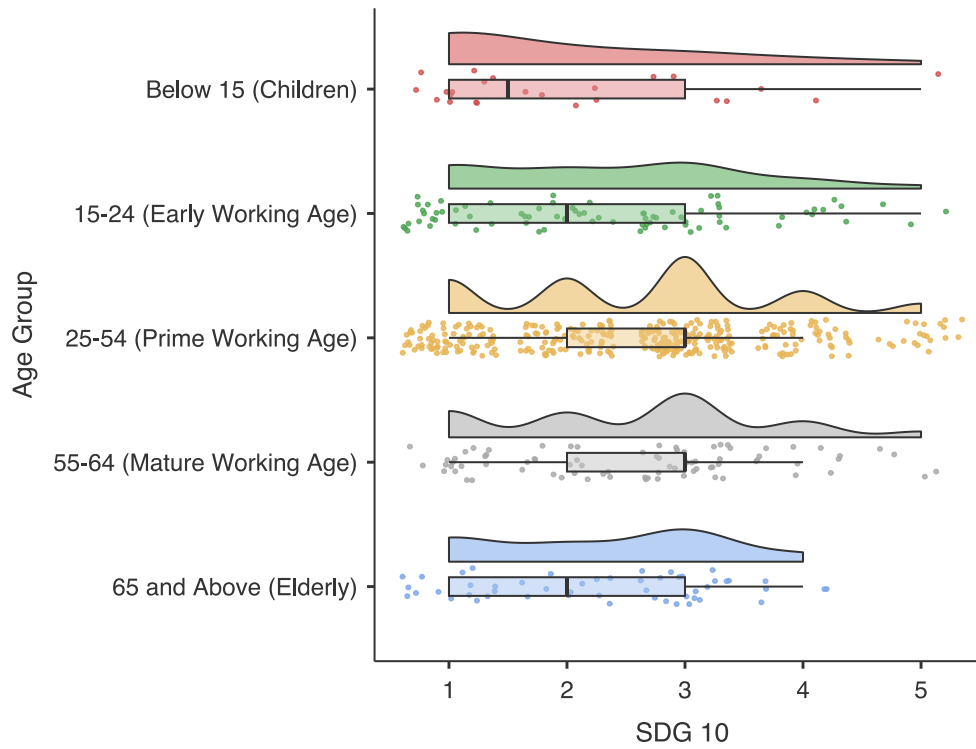 Below 15 (Children)
15-24 (Early Working Age)
25-54 (Prime Working Age)
55-64 (Mature Working Age)
65 and Above (Elderly)
Age Group
1 2 3 4 5
SDG 10